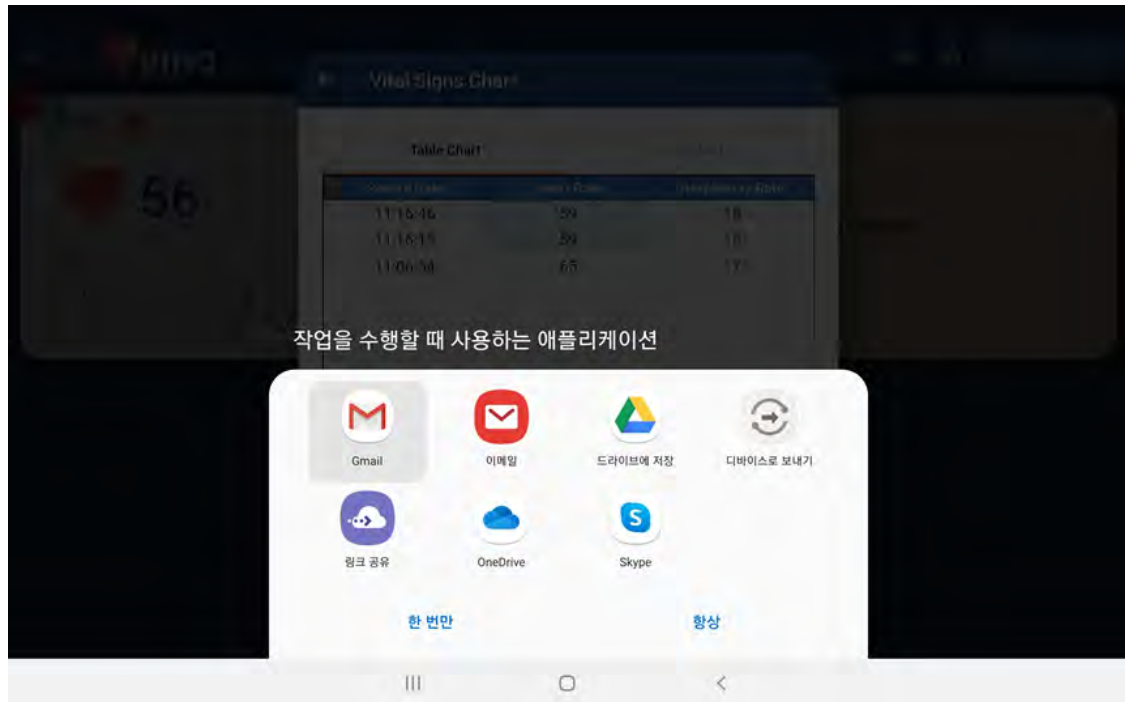 Vital Signs Chart
Table Chart
56
11:16:46 59 18
11:16:15 59
11:06:54 65 17
작업을 수행할 때 사용하는 애플리케이션
Gmail 이메일 드라이브에 저장 디바이스로 보내기
링크 공유 OneDrive Skype
한 번만 항상